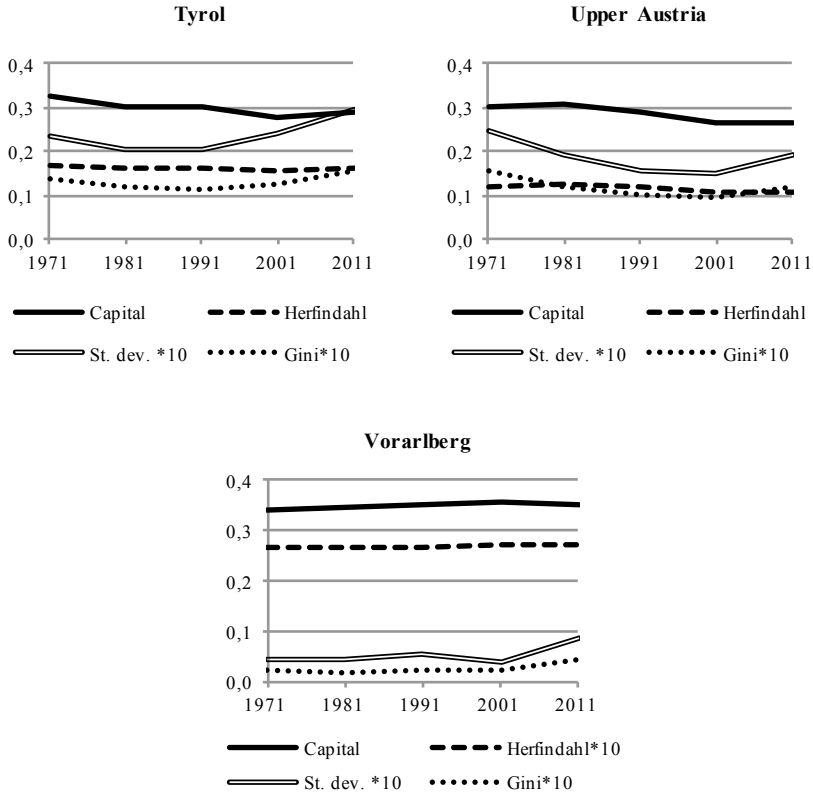 Tyrol
0,4
0,3
0,2
0,1
0,0
1971 1981 1991 2001 2011
Capital Herfindahl
St. dev. *10 Gini*10
Upper Austria
0,4
0,3
0,2
0,1
0,0
1971 1981 1991 2001 2011
Capital Herfindahl
St. dev. *10 Gini*10
Vorarlberg
0,4
0,3
0,2
0,1
0,0
1971 1981 1991 2001 2011
Capital Herfindahl*10
St. dev. *10 Gini*10